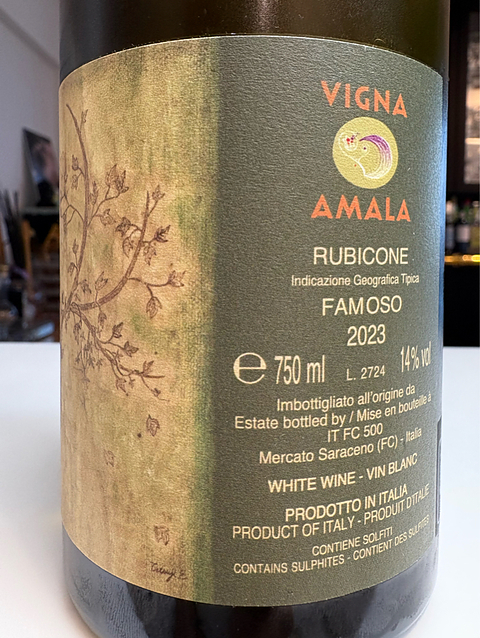 VIGNA
AMALA
RUBICONE
Indicazione Geografica Tipica
FAMOSO
2023
℮ 750 ml L. 2724 14% vol
Imbottigliato all'origine da
Estate bottled by / Mise en bouteille à
IT FC 500
Mercato Saraceno (FC) - Italia
WHITE WINE - VIN BLANC
PRODOTTO IN ITALIA
PRODUCT OF ITALY - PRODUIT D'ITALIE
CONTIENE SOLFITI
CONTAINS SULPHITES - CONTIENT DES SULFITES